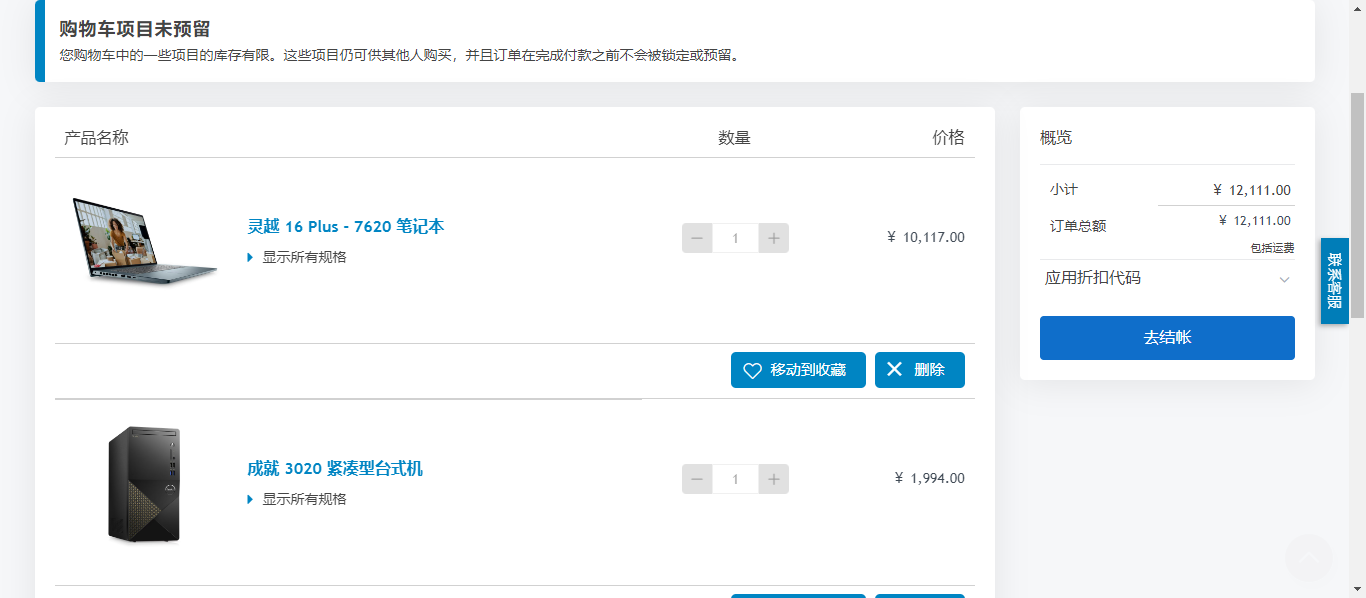 购物车项目未预留
您购物车中的一些项目的库存有限。这些项目仍可供其他人购买，并且订单在完成付款之前不会被锁定或预留。
产品名称 数量 价格
灵越 16 Plus - 7620 笔记本
显示所有规格
1
¥ 10,117.00
移动到收藏
删除
成就 3020 紧凑型台式机
显示所有规格
1
¥ 1,994.00
概览
小计 ¥ 12,111.00
订单总额 ¥ 12,111.00
包括运费
应用折扣代码
去结帐
联系客服